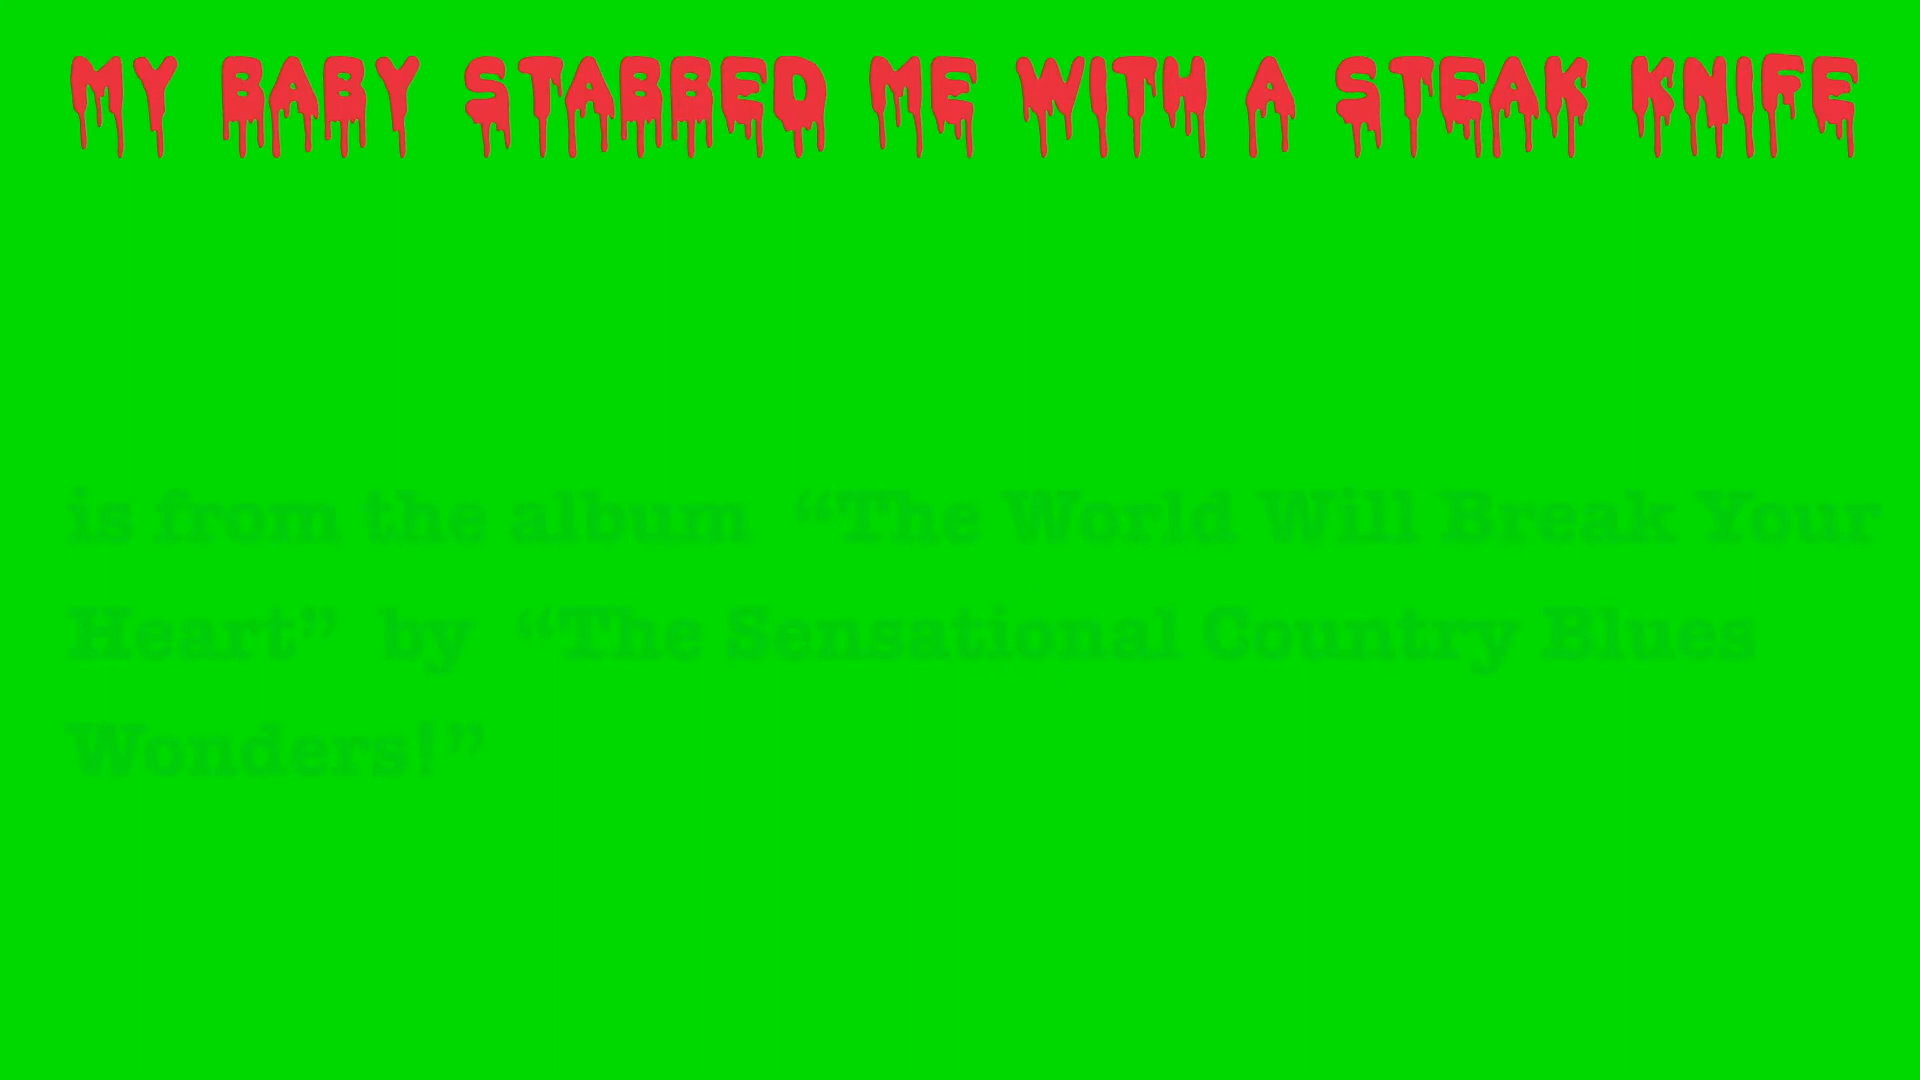 MY BABY STABBED ME WITH A STEAK KNIFE
is from the album “The World Will Break Your
Heart” by “The Sensational Country Blues
Wonders!”